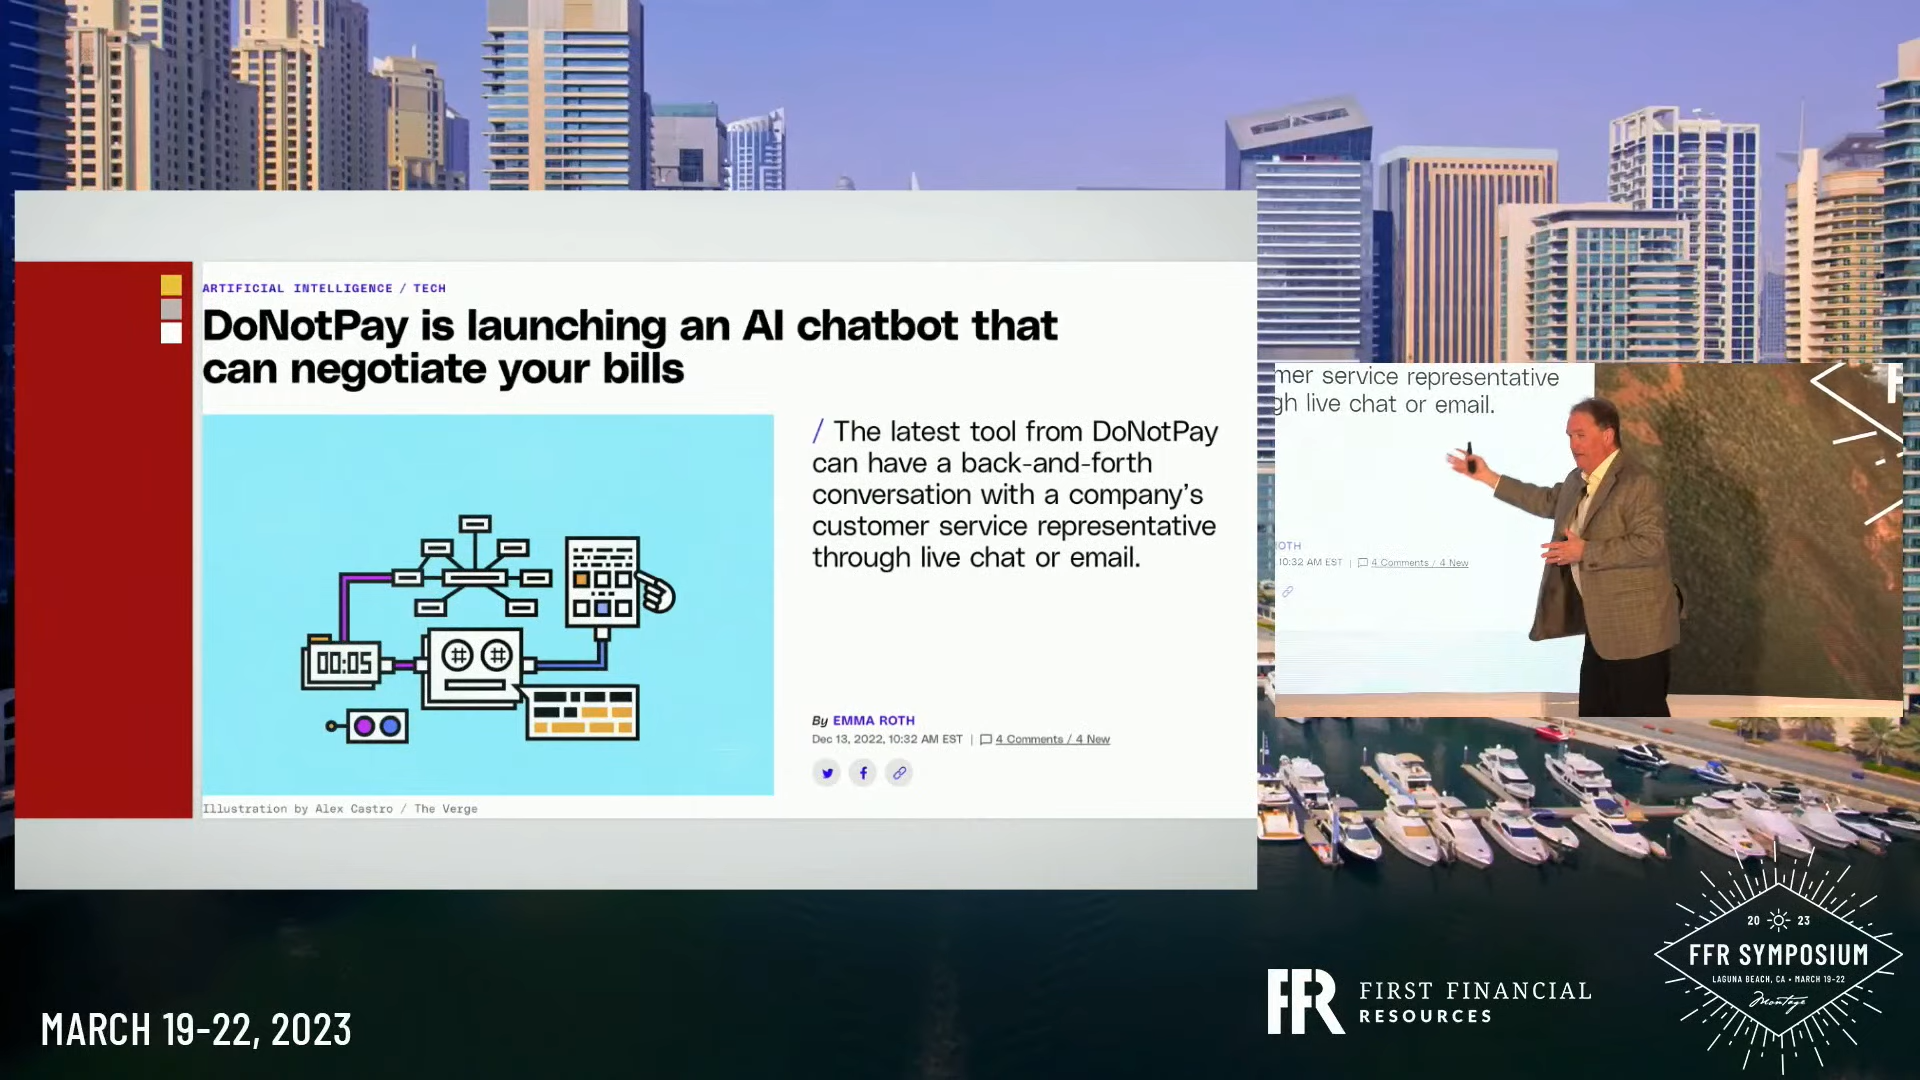 ARTIFICIAL INTELLIGENCE / TECH
DoNotPay is launching an AI chatbot that
can negotiate your bills
/ The latest tool from DoNotPay
can have a back-and-forth
conversation with a company's
customer service representative
through live chat or email.
00:05
By EMMA ROTH
Dec 13, 2022, 10:32 AM EST | 4 Comments / 4 New
Illustration by Alex Castro / The Verge
mer service representative
gh live chat or email.
OTH
10:32 AM EST | 4 Comments / 4 New
MARCH 19-22, 2023
FFR FIRST FINANCIAL
RESOURCES
20 23
FFR SYMPOSIUM
LAGUNA BEACH, CA • MARCH 19-22
Montage